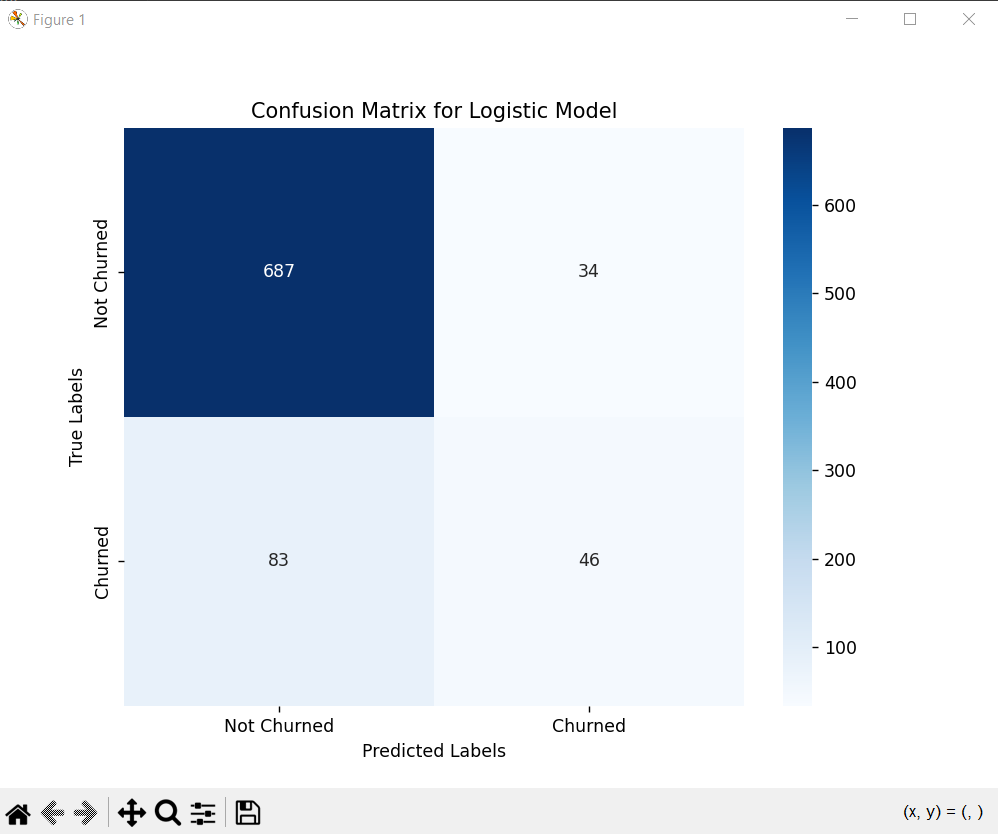 Figure 1
Confusion Matrix for Logistic Model
True Labels
Not Churned
Churned
687
34
83
46
Not Churned
Churned
Predicted Labels
600
500
400
300
200
100
(x, y) = (, )